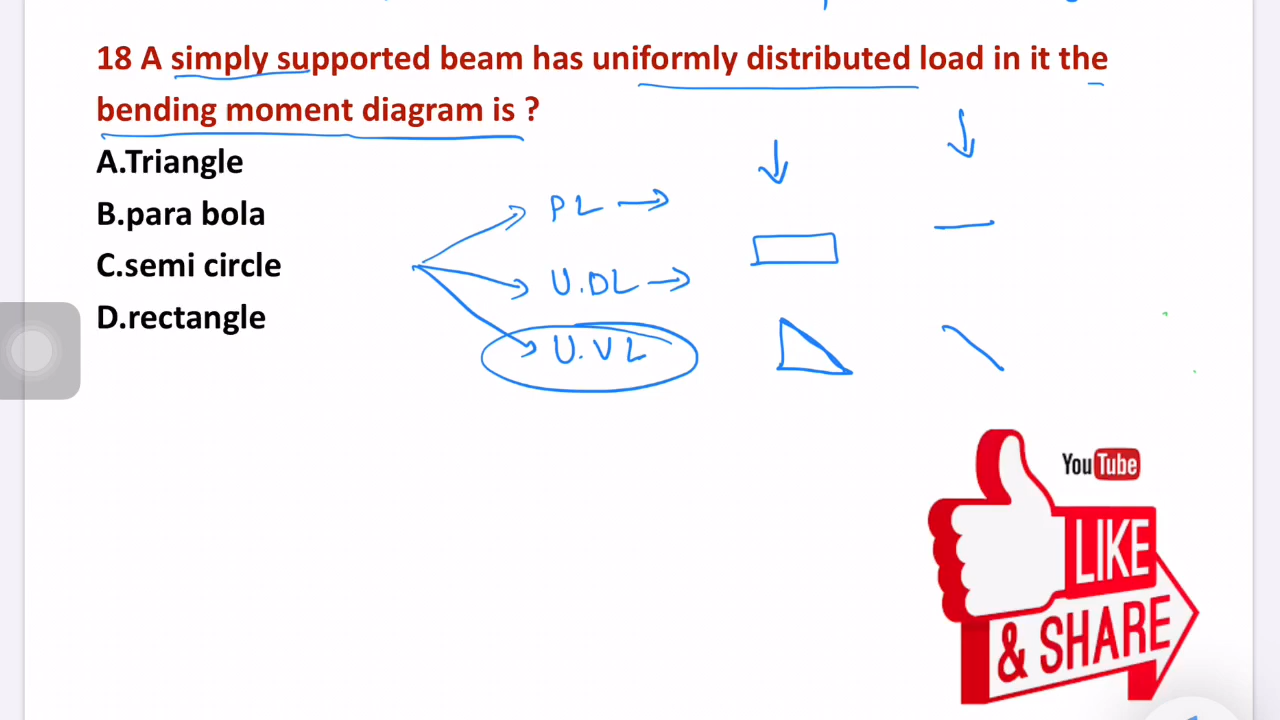 18 A simply supported beam has uniformly distributed load in it the
bending moment diagram is ?
A.Triangle
B.para bola
C.semi circle
D.rectangle
PL
U.DL
U.VL
YouTube
LIKE
& SHARE